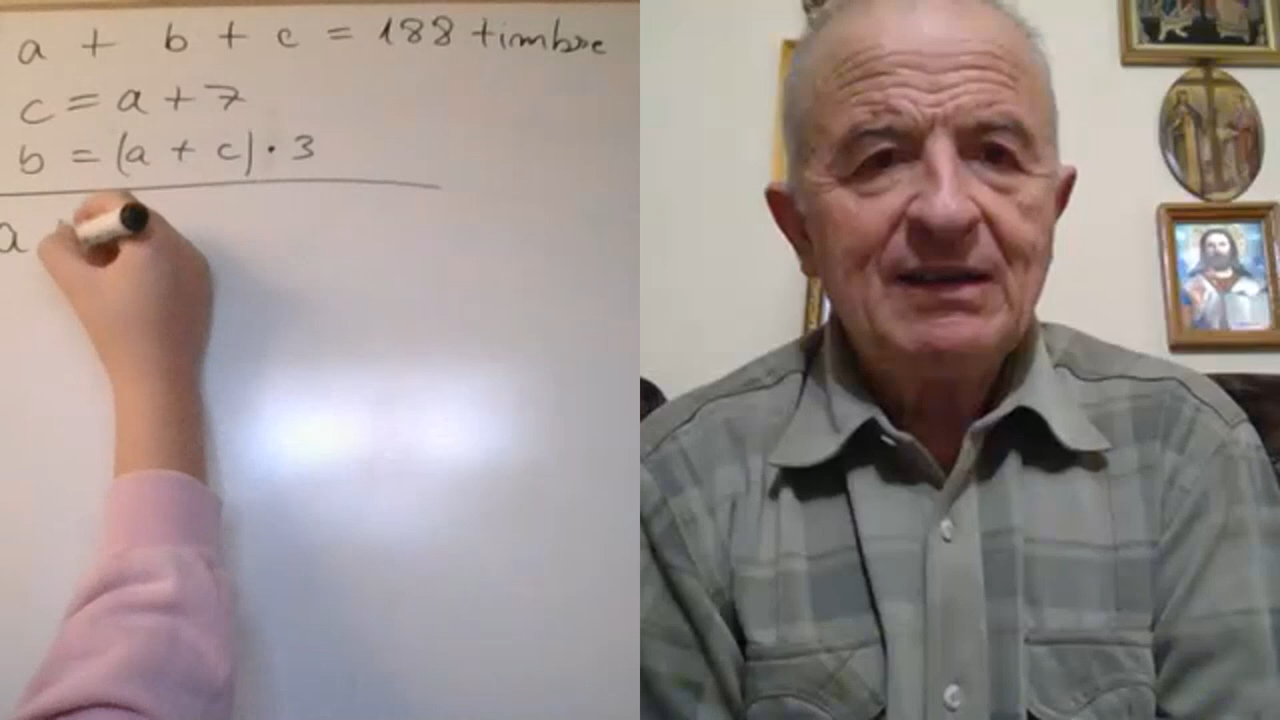 a + b + c = 188 timbre
c = a + 7
b = (a + c) · 3
a